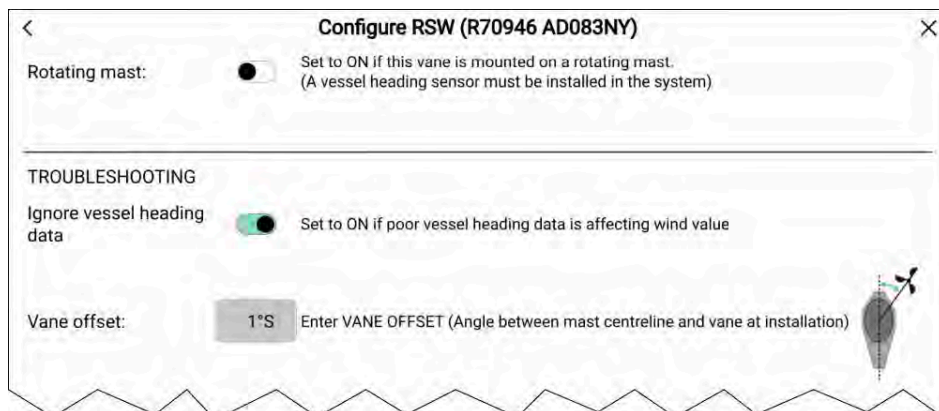 Configure RSW (R70946 AD083NY)
Rotating mast:
Set to ON if this vane is mounted on a rotating mast.
(A vessel heading sensor must be installed in the system)
TROUBLESHOOTING
Ignore vessel heading
data
Set to ON if poor vessel heading data is affecting wind value
Vane offset:
1°S
Enter VANE OFFSET (Angle between mast centreline and vane at installation)